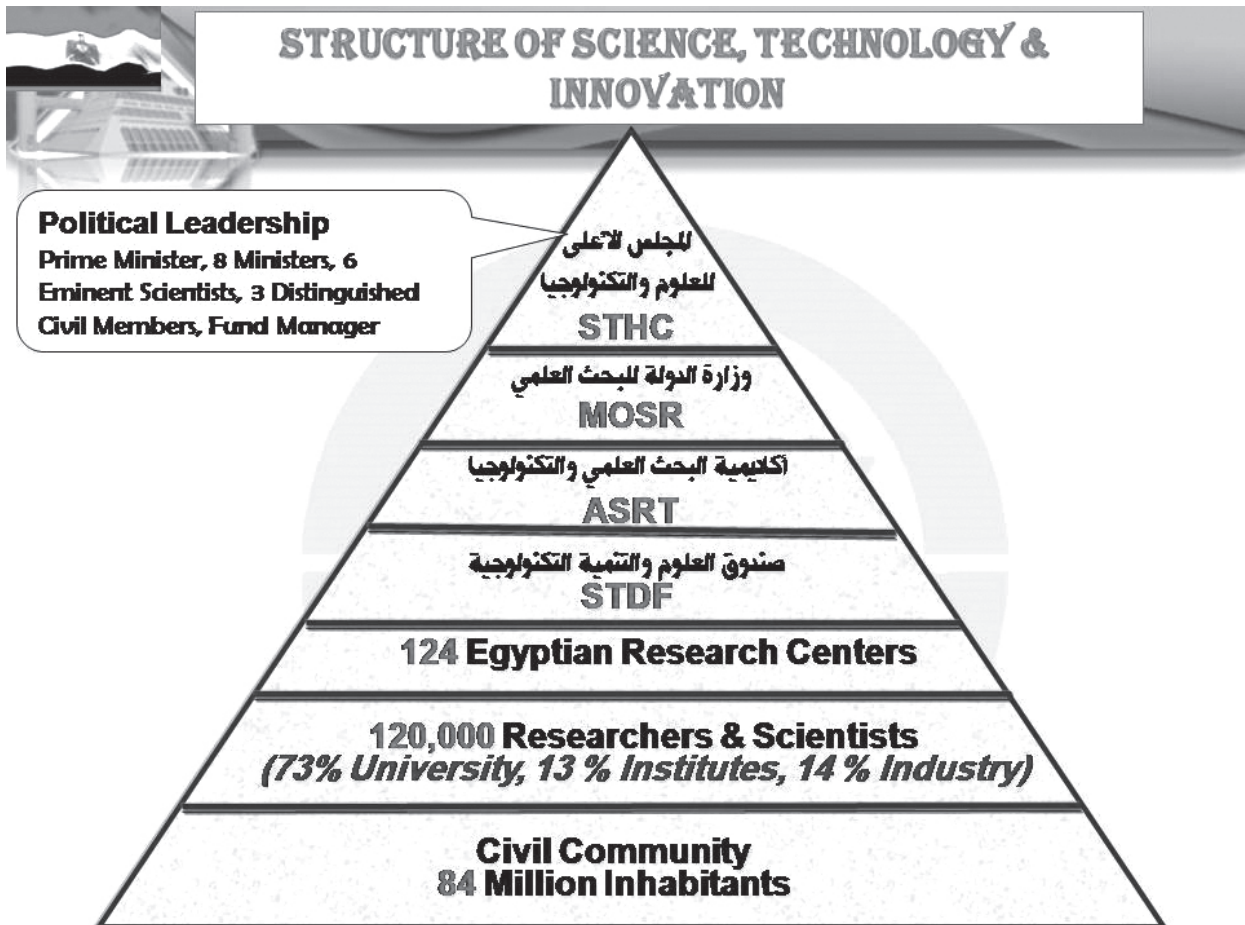 STRUCTURE OF SCIENCE, TECHNOLOGY &
INNOVATION
Political Leadership
Prime Minister, 8 Ministers, 6
Eminent Scientists, 3 Distinguished
Civil Members, Fund Manager
المجلس الاعلى
للعلوم والتكنولوجيا
STHC
وزارة الدولة للبحث العلمي
MOSR
أكاديمية البحث العلمي والتكنولوجيا
ASRT
صندوق العلوم والتنمية التكنولوجية
STDF
124 Egyptian Research Centers
120,000 Researchers & Scientists
(73% University, 13 % Institutes, 14 % Industry)
Civil Community
84 Million Inhabitants